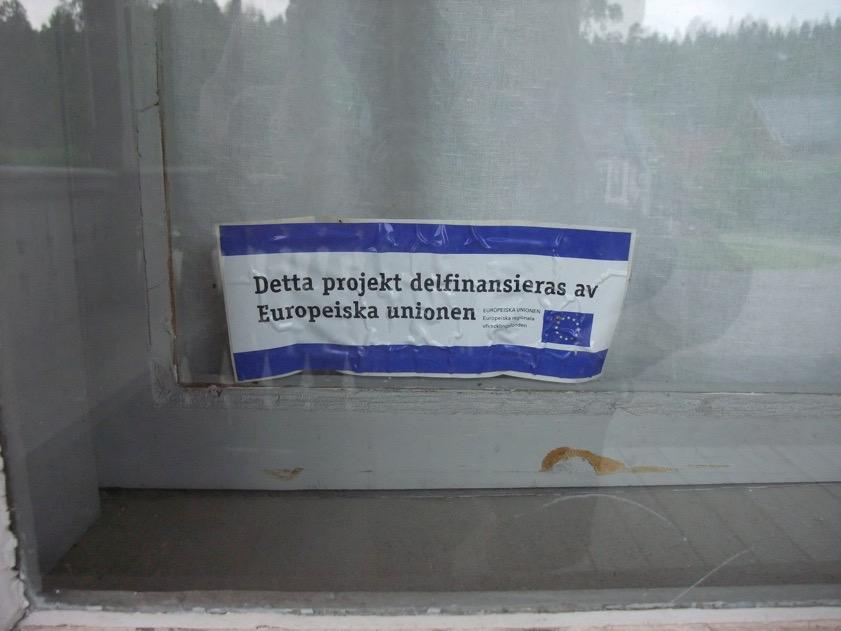 Detta projekt delfinansieras av
Europeiska unionen
EUROPEISKA UNIONEN
Europeiska regionala
utvecklingsfonden